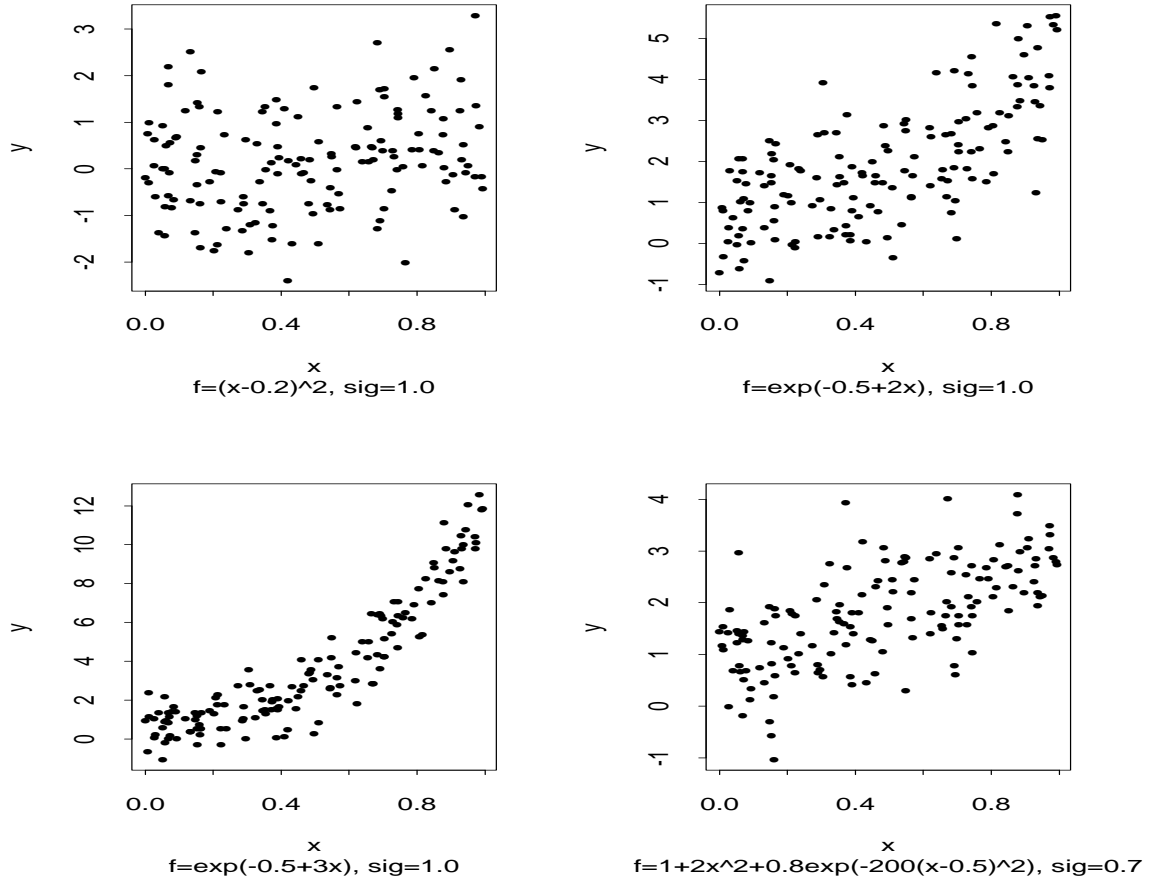 3
2
1
0
-1
-2
y
0.0 0.4 0.8
x
f=(x-0.2)^2, sig=1.0
5
4
3
2
1
0
-1
y
0.0 0.4 0.8
x
f=exp(-0.5+2x), sig=1.0
12
10
8
6
4
2
0
y
0.0 0.4 0.8
x
f=exp(-0.5+3x), sig=1.0
4
3
2
1
0
-1
y
0.0 0.4 0.8
x
f=1+2x^2+0.8exp(-200(x-0.5)^2), sig=0.7